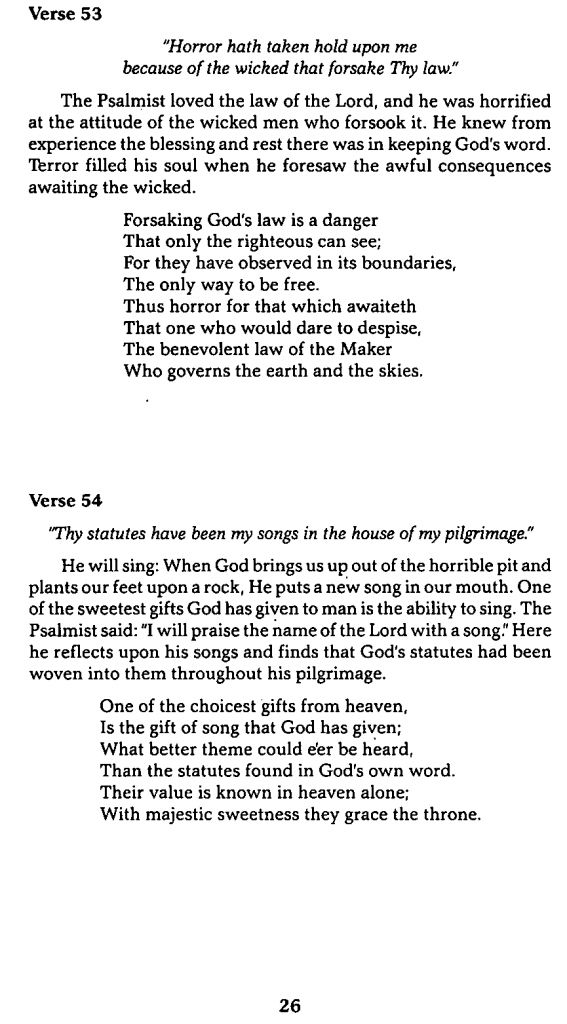 Verse 53
"Horror hath taken hold upon me
because of the wicked that forsake Thy law."
The Psalmist loved the law of the Lord, and he was horrified
at the attitude of the wicked men who forsook it. He knew from
experience the blessing and rest there was in keeping God's word.
Terror filled his soul when he foresaw the awful consequences
awaiting the wicked.
Forsaking God's law is a danger
That only the righteous can see;
For they have observed in its boundaries,
The only way to be free.
Thus horror for that which awaiteth
That one who would dare to despise,
The benevolent law of the Maker
Who governs the earth and the skies.
Verse 54
"Thy statutes have been my songs in the house of my pilgrimage."
He will sing: When God brings us up out of the horrible pit and
plants our feet upon a rock, He puts a new song in our mouth. One
of the sweetest gifts God has given to man is the ability to sing. The
Psalmist said: "I will praise the name of the Lord with a song." Here
he reflects upon his songs and finds that God's statutes had been
woven into them throughout his pilgrimage.
One of the choicest gifts from heaven,
Is the gift of song that God has given;
What better theme could e'er be heard,
Than the statutes found in God's own word.
Their value is known in heaven alone;
With majestic sweetness they grace the throne.
26